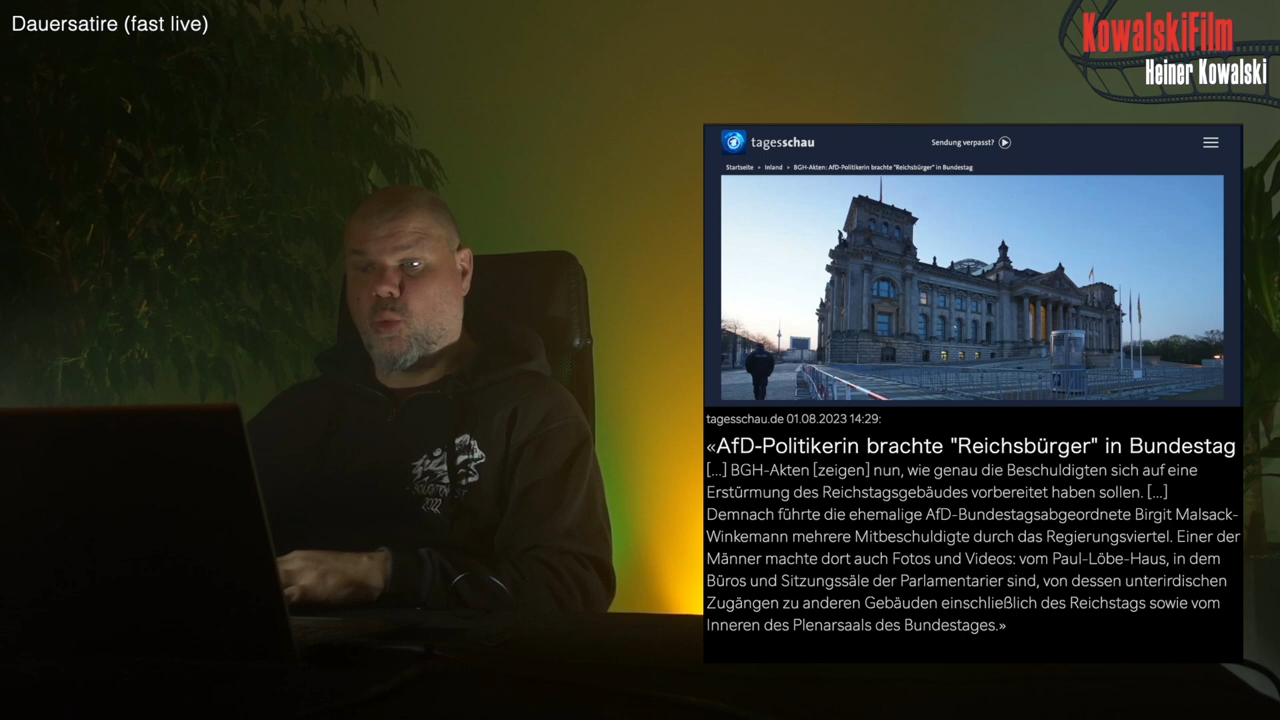 Dauersatire (fast live)
KowalskiFilm
Heiner Kowalski
tagesschau
Sendung verpasst?
Startseite
Inland
BGH-Akten: AfD-Politikerin brachte "Reichsbürger" in Bundestag
tagesschau.de 01.08.2023 14:29:
«AfD-Politikerin brachte "Reichsbürger" in Bundestag
[...] BGH-Akten [zeigen] nun, wie genau die Beschuldigten sich auf eine
Erstürmung des Reichstagsgebäudes vorbereitet haben sollen. [...]
Demnach führte die ehemalige AfD-Bundestagsabgeordnete Birgit Malsack-
Winkemann mehrere Mitbeschuldigte durch das Regierungsviertel. Einer der
Männer machte dort auch Fotos und Videos: vom Paul-Löbe-Haus, in dem
Büros und Sitzungssäle der Parlamentarier sind, von dessen unterirdischen
Zugängen zu anderen Gebäuden einschließlich des Reichstags sowie vom
Inneren des Plenarsaals des Bundestages.»
2022